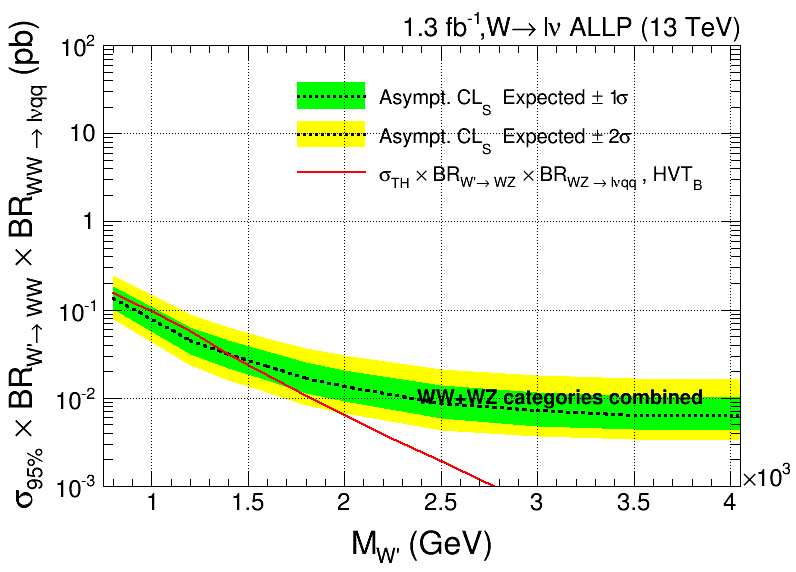 1.3 fb-1,W→ lν ALLP (13 TeV)
σ95% × BRW'→ WW × BRWW → lνqq (pb)
102
10
1
10-1
10-2
10-3
Asympt. CLS Expected ± 1σ
Asympt. CLS Expected ± 2σ
σTH × BRW'→ WZ × BRWZ → lνqq , HVTB
WW+WZ categories combined
1 1.5 2 2.5 3 3.5 4
×103
MW' (GeV)